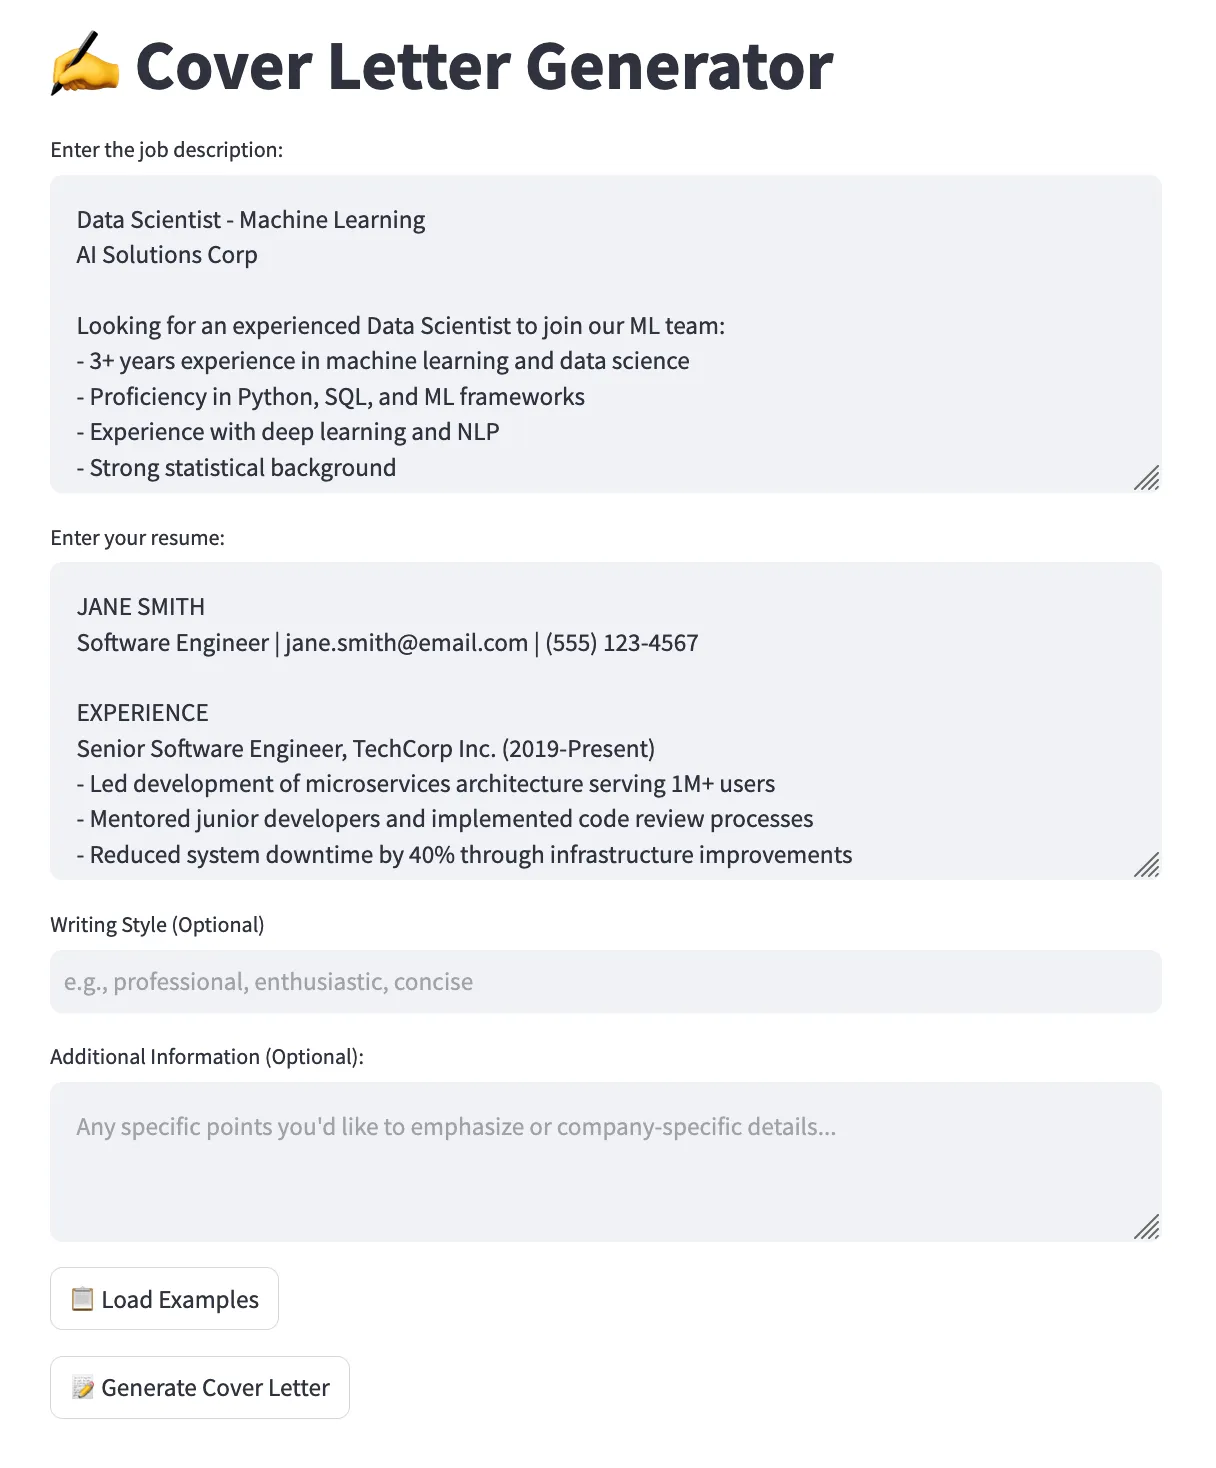 ✍️ Cover Letter Generator
Enter the job description:
Data Scientist - Machine Learning
AI Solutions Corp
Looking for an experienced Data Scientist to join our ML team:
- 3+ years experience in machine learning and data science
- Proficiency in Python, SQL, and ML frameworks
- Experience with deep learning and NLP
- Strong statistical background
Enter your resume:
JANE SMITH
Software Engineer | jane.smith@email.com | (555) 123-4567
EXPERIENCE
Senior Software Engineer, TechCorp Inc. (2019-Present)
- Led development of microservices architecture serving 1M+ users
- Mentored junior developers and implemented code review processes
- Reduced system downtime by 40% through infrastructure improvements
Writing Style (Optional)
e.g., professional, enthusiastic, concise
Additional Information (Optional):
Any specific points you'd like to emphasize or company-specific details...
📋 Load Examples
📝 Generate Cover Letter